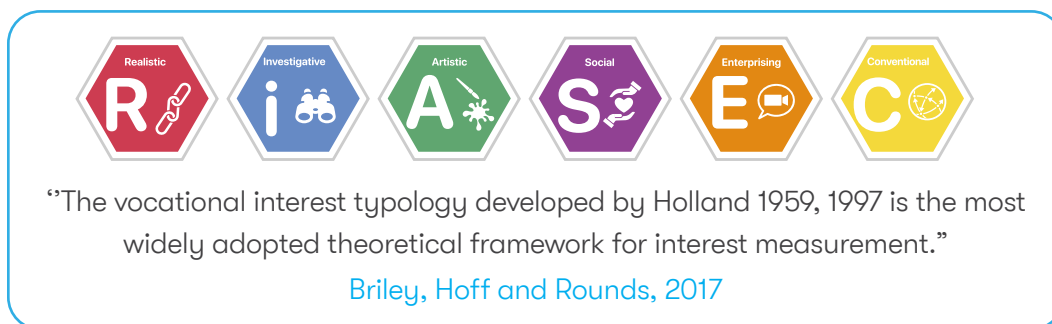 Realistic
R
Investigative
i
Artistic
A
Social
S
Enterprising
E
Conventional
C
‘’The vocational interest typology developed by Holland 1959, 1997 is the most
widely adopted theoretical framework for interest measurement.”
Briley, Hoff and Rounds, 2017